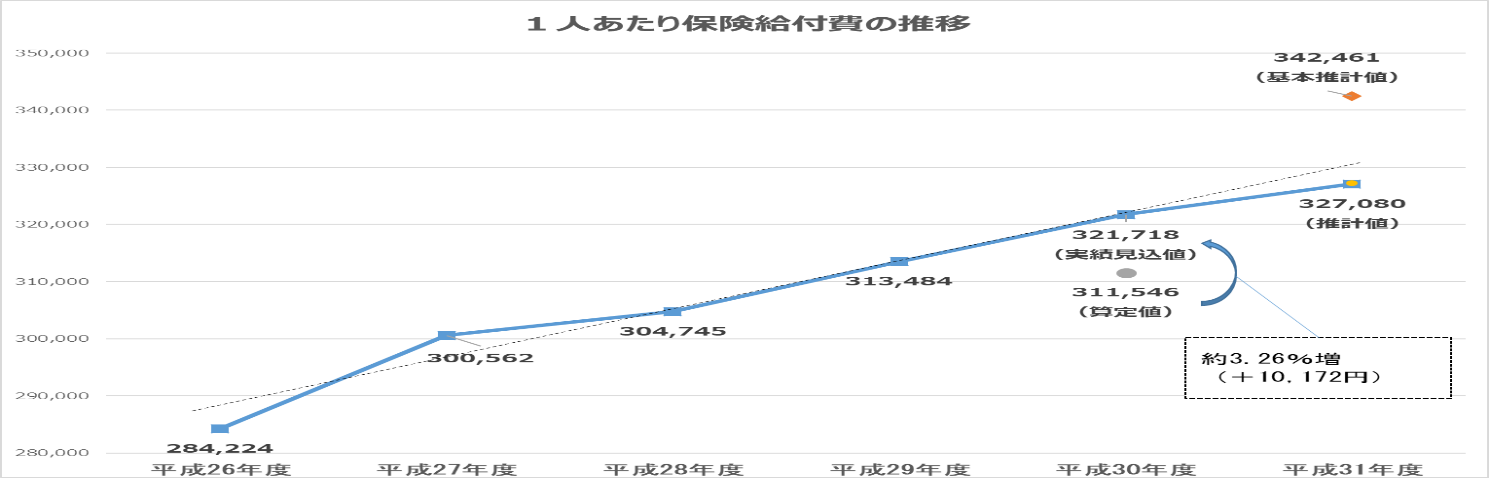 1人あたり保険給付費の推移
350,000
340,000
330,000
320,000
310,000
300,000
290,000
280,000
342,461
(基本推計値)
327,080
(推計値)
321,718
(実績見込値)
311,546
(算定値)
313,484
304,745
300,562
284,224
約3.26%増
(+10,172円)
平成26年度
平成27年度
平成28年度
平成29年度
平成30年度
平成31年度